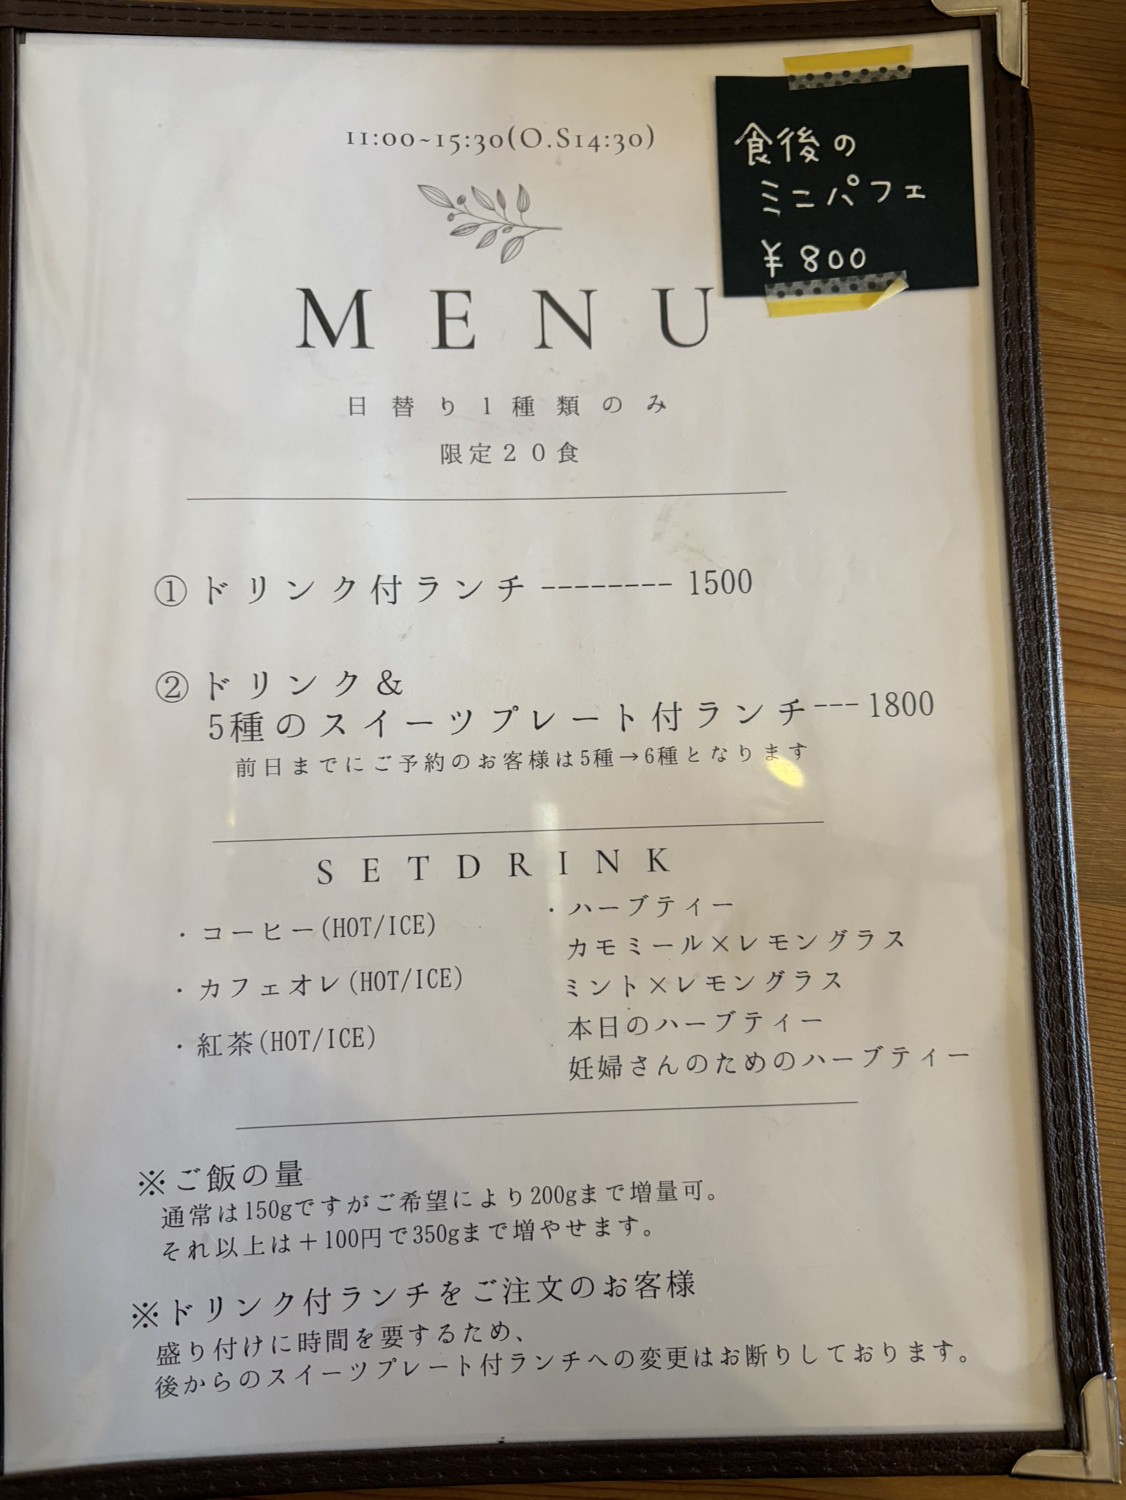 食後の
ミニパフェ
¥800
11:00~15:30(O.S14:30)
MENU
日替り1種類のみ
限定20食
①ドリンク付ランチ -------- 1500
②ドリンク&
5種のスイーツプレート付ランチ---1800
前日までにご予約のお客様は5種→6種となります
SETDRINK
・コーヒー(HOT/ICE)
・カフェオレ(HOT/ICE)
・紅茶(HOT/ICE)
・ハーブティー
カモミール×レモングラス
ミント×レモングラス
本日のハーブティー
妊婦さんのためのハーブティー
※ご飯の量
通常は150gですがご希望により200gまで増量可。
それ以上は＋100円で350gまで増やせます。
※ドリンク付ランチをご注文のお客様
盛り付けに時間を要するため、
後からのスイーツプレート付ランチへの変更はお断りしております。